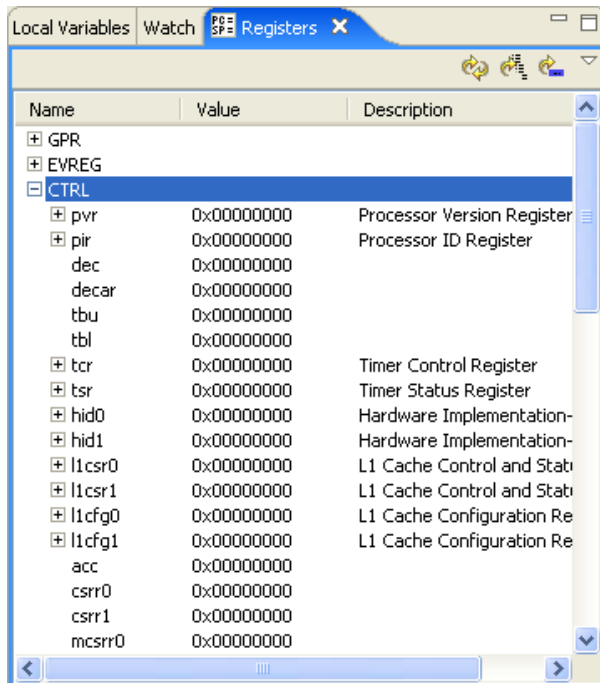 Local Variables Watch PC= SP= Registers
Name Value Description
GPR
EVREG
CTRL
pvr 0x00000000 Processor Version Register
pir 0x00000000 Processor ID Register
dec 0x00000000
decar 0x00000000
tbu 0x00000000
tbl 0x00000000
tcr 0x00000000 Timer Control Register
tsr 0x00000000 Timer Status Register
hid0 0x00000000 Hardware Implementation-
hid1 0x00000000 Hardware Implementation-
l1csr0 0x00000000 L1 Cache Control and Stat
l1csr1 0x00000000 L1 Cache Control and Stat
l1cfg0 0x00000000 L1 Cache Configuration Re
l1cfg1 0x00000000 L1 Cache Configuration Re
acc 0x00000000
csrr0 0x00000000
csrr1 0x00000000
mcsrr0 0x00000000